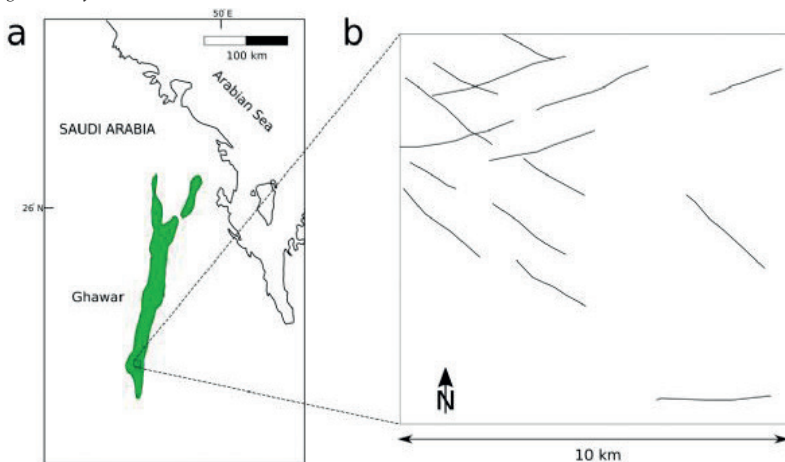 a
50°E
100 km
Arabian Sea
SAUDI ARABIA
26°N
Ghawar
b
N
10 km